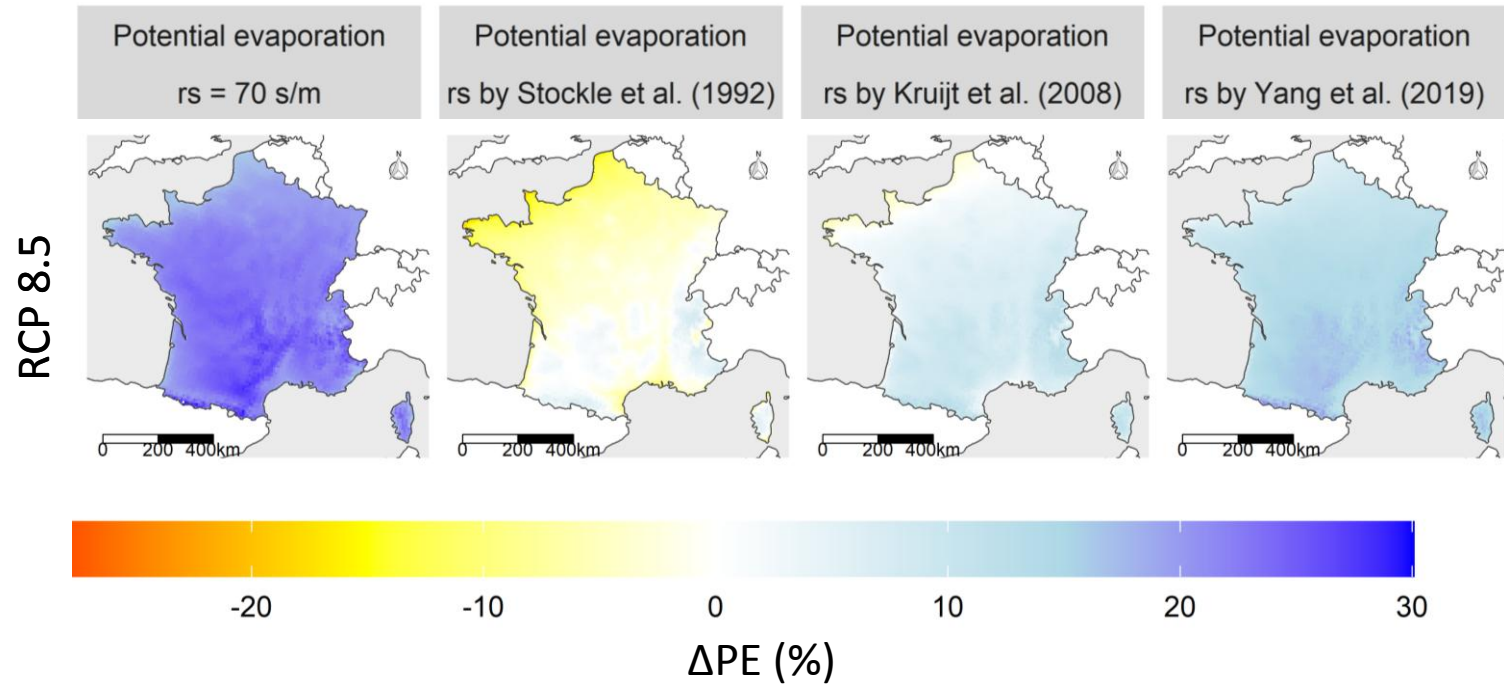 Potential evaporation
rs = 70 s/m
Potential evaporation
rs by Stockle et al. (1992)
Potential evaporation
rs by Kruijt et al. (2008)
Potential evaporation
rs by Yang et al. (2019)
RCP 8.5
N
N
N
N
0 200 400km
0 200 400km
0 200 400km
0 200 400km
-20 -10 0 10 20 30
ΔPE (%)